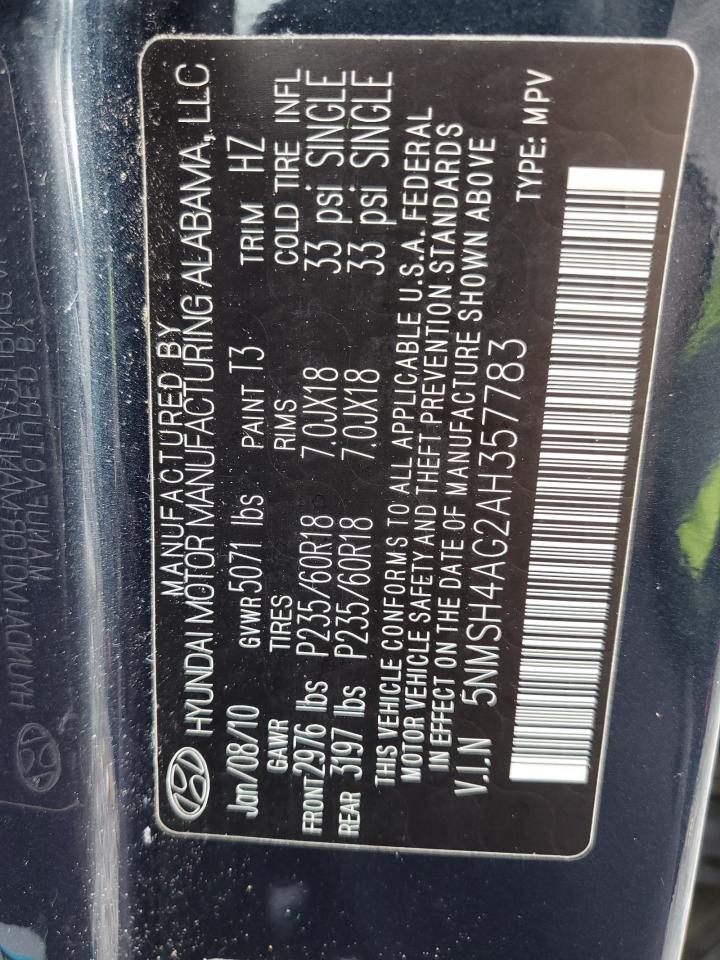 MANUFACTURED BY
HYUNDAI MOTOR MANUFACTURING ALABAMA, LLC
Jan/08/10 GVWR 5071 lbs PAINT T3 TRIM HZ
GAWR TIRES RIMS COLD TIRE INFL
FRONT 2976 lbs P235/60R18 7.0JX18 33 psi SINGLE
REAR 3197 lbs P235/60R18 7.0JX18 33 psi SINGLE
THIS VEHICLE CONFORMS TO ALL APPLICABLE U.S.A. FEDERAL
MOTOR VEHICLE SAFETY AND THEFT PREVENTION STANDARDS
IN EFFECT ON THE DATE OF MANUFACTURE SHOWN ABOVE
V.I.N 5NMSH4AG2AH357783 TYPE: MPV